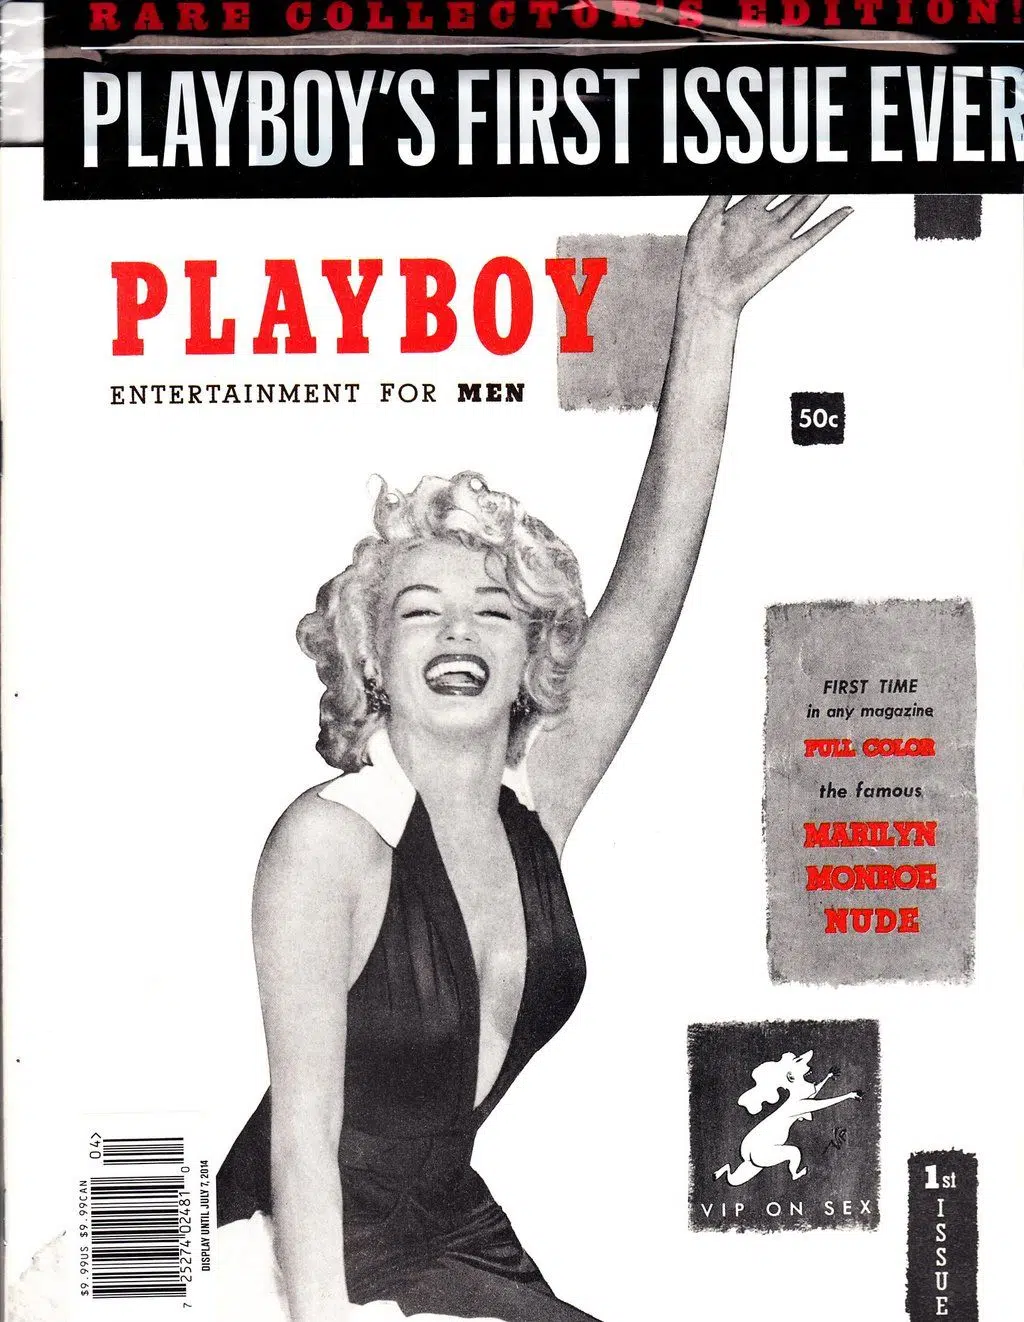 RARE COLLECTOR'S EDITION!
PLAYBOY'S FIRST ISSUE EVER
PLAYBOY
ENTERTAINMENT FOR MEN
50c
FIRST TIME
in any magazine
FULL COLOR
the famous
MARILYN
MONROE
NUDE
VIP
VIP ON SEX
1st
ISSUE
04>
$9.99US $9.99CAN
7 25274 02481 0
DISPLAY UNTIL JULY 7, 2014